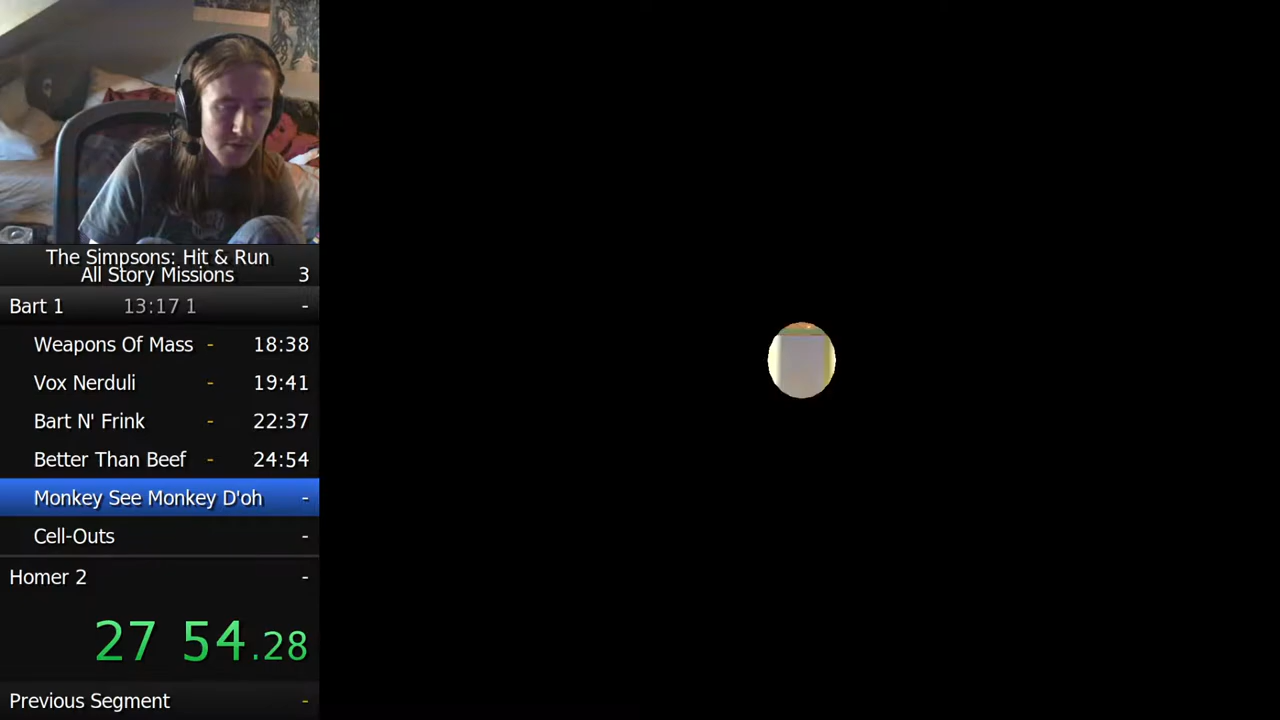 The Simpsons: Hit & Run
All Story Missions 3
Bart 1 13:17 1 -
Weapons Of Mass - 18:38
Vox Nerduli - 19:41
Bart N' Frink - 22:37
Better Than Beef - 24:54
Monkey See Monkey D'oh -
Cell-Outs -
Homer 2 -
27 54.28
Previous Segment -